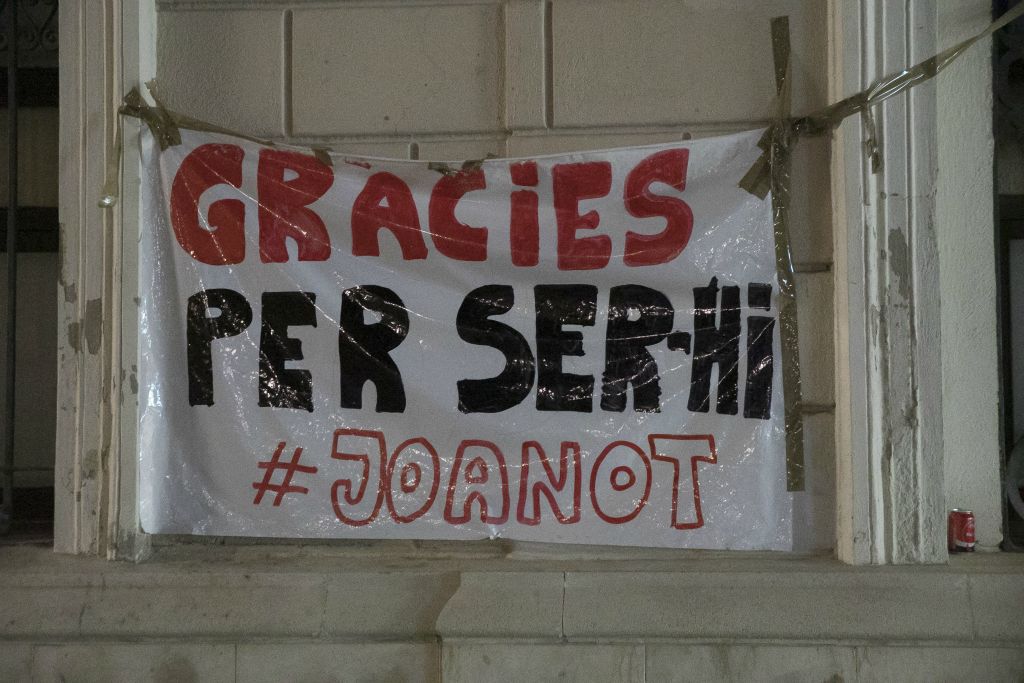 GRACIES
PER SER-HI
#JOANOT